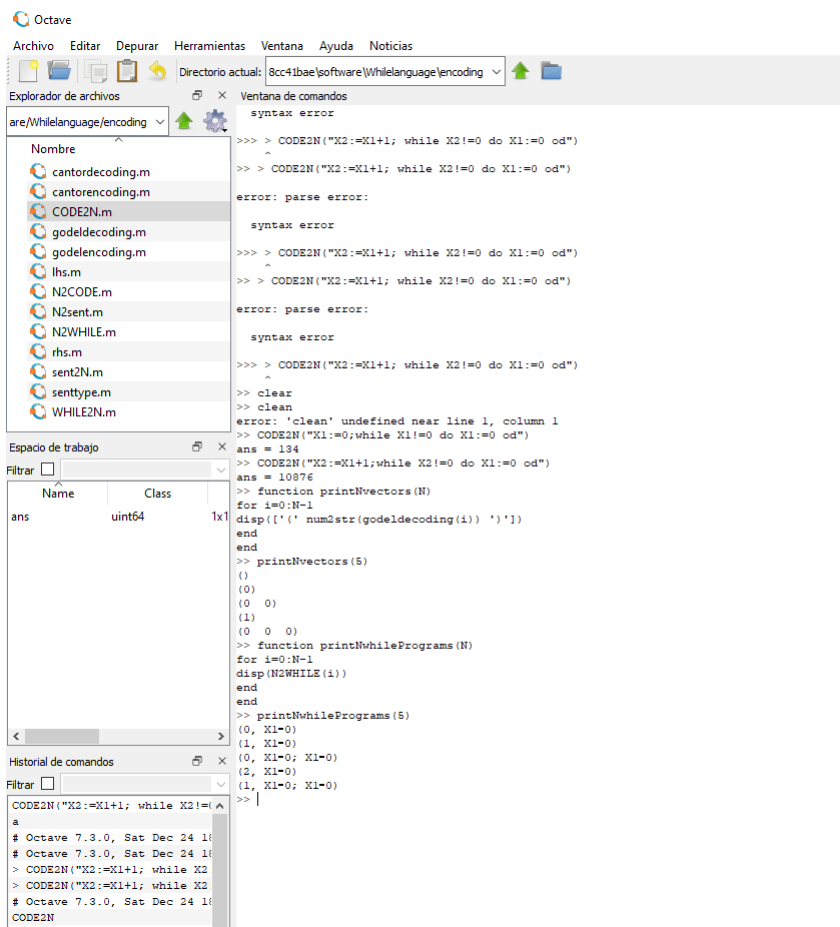 Octave
Archivo Editar Depurar Herramientas Ventana Ayuda Noticias
Directorio actual: 8cc41bae\software\Whilelanguage\encoding
Explorador de archivos
are/Whilelanguage/encoding
Nombre
cantordecoding.m
cantorencoding.m
CODE2N.m
godeldecoding.m
godelencoding.m
lhs.m
N2CODE.m
N2sent.m
N2WHILE.m
rhs.m
sent2N.m
senttype.m
WHILE2N.m
Espacio de trabajo
Filtrar
Name Class
ans uint64 1x1
Historial de comandos
Filtrar
CODE2N("X2:=X1+1; while X2!=(
a
# Octave 7.3.0, Sat Dec 24 18
# Octave 7.3.0, Sat Dec 24 18
> CODE2N("X2:=X1+1; while X2
> CODE2N("X2:=X1+1; while X2
# Octave 7.3.0, Sat Dec 24 18
CODE2N
Ventana de comandos
syntax error
>>> > CODE2N("X2:=X1+1; while X2!=0 do X1:=0 od")
^
>> > CODE2N("X2:=X1+1; while X2!=0 do X1:=0 od")
error: parse error:
syntax error
>>> > CODE2N("X2:=X1+1; while X2!=0 do X1:=0 od")
^
>> > CODE2N("X2:=X1+1; while X2!=0 do X1:=0 od")
error: parse error:
syntax error
>>> > CODE2N("X2:=X1+1; while X2!=0 do X1:=0 od")
^
>> clear
>> clean
error: 'clean' undefined near line 1, column 1
>> CODE2N("X1:=0;while X1!=0 do X1:=0 od")
ans = 134
>> CODE2N("X2:=X1+1;while X2!=0 do X1:=0 od")
ans = 10876
>> function printNvectors(N)
for i=0:N-1
disp(['(' num2str(godeldecoding(i)) ')'])
end
end
>> printNvectors(5)
()
(0)
(0  0)
(1)
(0  0  0)
>> function printNwhilePrograms(N)
for i=0:N-1
disp(N2WHILE(i))
end
end
>> printNwhilePrograms(5)
(0, X1=0)
(1, X1=0)
(0, X1=0; X1=0)
(2, X1=0)
(1, X1=0; X1=0)
>>